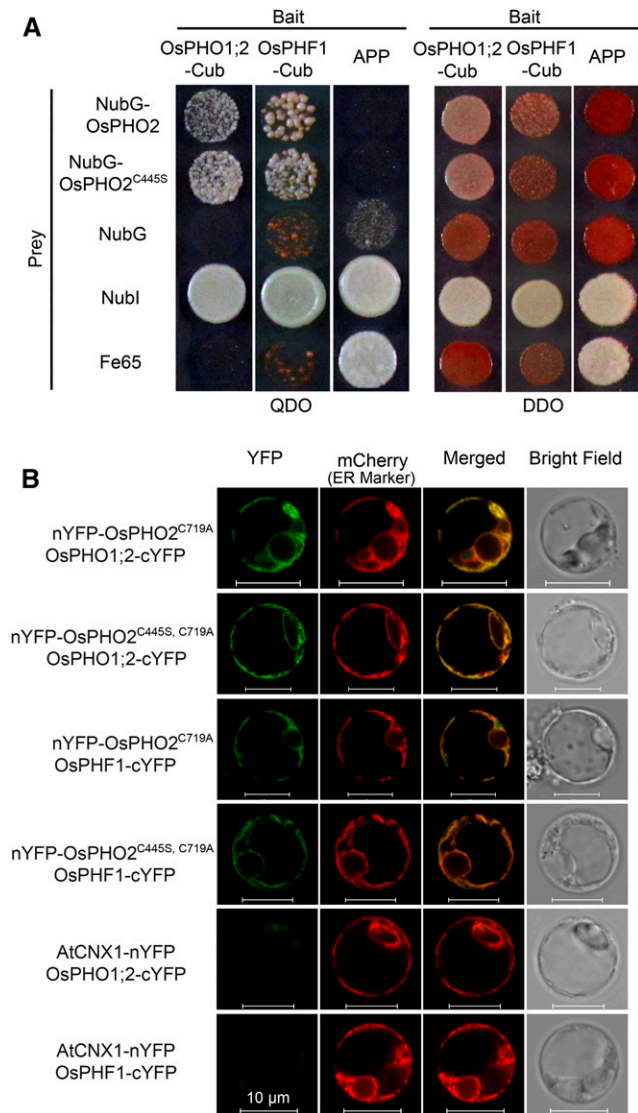 A
Bait
Bait
OsPHO1;2
-Cub
OsPHF1
-Cub
APP
OsPHO1;2
-Cub
OsPHF1
-Cub
APP
Prey
NubG-
OsPHO2
NubG-
OsPHO2C445S
NubG
NubI
Fe65
QDO
DDO
B
YFP
mCherry
(ER Marker)
Merged
Bright Field
nYFP-OsPHO2C719A
OsPHO1;2-cYFP
nYFP-OsPHO2C445S, C719A
OsPHO1;2-cYFP
nYFP-OsPHO2C719A
OsPHF1-cYFP
nYFP-OsPHO2C445S, C719A
OsPHF1-cYFP
AtCNX1-nYFP
OsPHO1;2-cYFP
AtCNX1-nYFP
OsPHF1-cYFP
10 µm